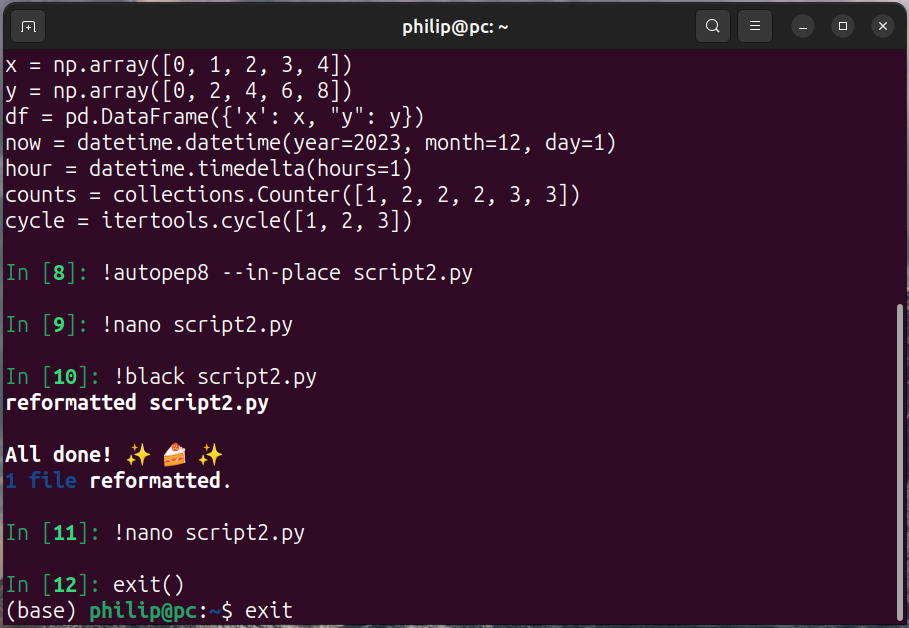 philip@pc: ~
x = np.array([0, 1, 2, 3, 4])
y = np.array([0, 2, 4, 6, 8])
df = pd.DataFrame({'x': x, "y": y})
now = datetime.datetime(year=2023, month=12, day=1)
hour = datetime.timedelta(hours=1)
counts = collections.Counter([1, 2, 2, 2, 3, 3])
cycle = itertools.cycle([1, 2, 3])
In [8]: !autopep8 --in-place script2.py
In [9]: !nano script2.py
In [10]: !black script2.py
reformatted script2.py
All done! ✨ 🍰 ✨
1 file reformatted.
In [11]: !nano script2.py
In [12]: exit()
(base) philip@pc:~$ exit